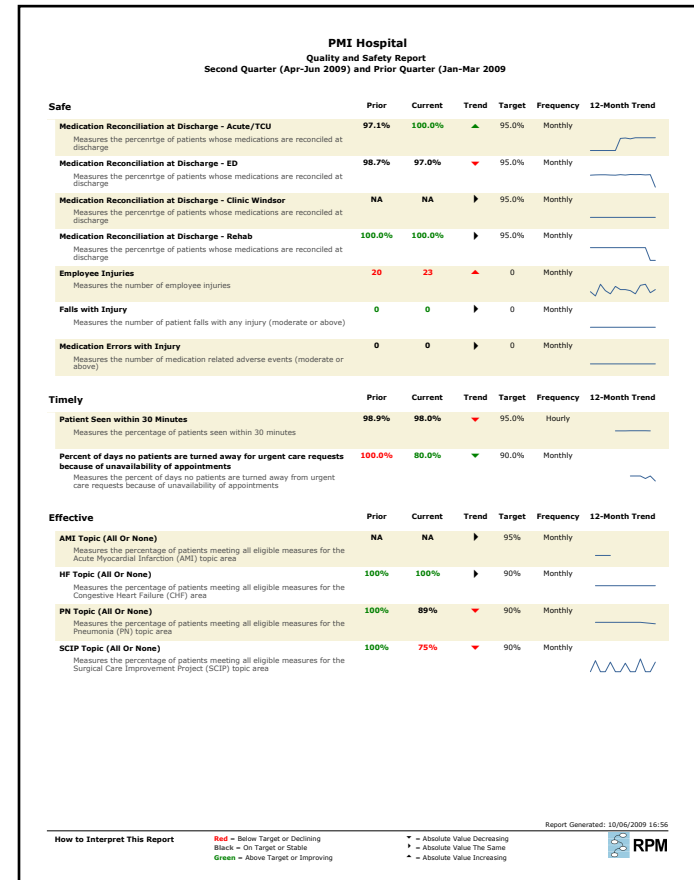 PMI Hospital
Quality and Safety Report
Second Quarter (Apr-Jun 2009) and Prior Quarter (Jan-Mar 2009
Safe Prior Current Trend Target Frequency 12-Month Trend
Medication Reconciliation at Discharge - Acute/TCU 97.1% 100.0% 95.0% Monthly
Measures the percenrtge of patients whose medications are reconciled at
discharge
Medication Reconciliation at Discharge - ED 98.7% 97.0% 95.0% Monthly
Measures the percenrtge of patients whose medications are reconciled at
discharge
Medication Reconciliation at Discharge - Clinic Windsor NA NA 95.0% Monthly
Measures the percenrtge of patients whose medications are reconciled at
discharge
Medication Reconciliation at Discharge - Rehab 100.0% 100.0% 95.0% Monthly
Measures the percenrtge of patients whose medications are reconciled at
discharge
Employee Injuries 20 23 0 Monthly
Measures the number of employee injuries
Falls with Injury 0 0 0 Monthly
Measures the number of patient falls with any injury (moderate or above)
Medication Errors with Injury 0 0 0 Monthly
Measures the number of medication related adverse events (moderate or
above)
Timely Prior Current Trend Target Frequency 12-Month Trend
Patient Seen within 30 Minutes 98.9% 98.0% 95.0% Hourly
Measures the percentage of patients seen within 30 minutes
Percent of days no patients are turned away for urgent care requests 100.0% 80.0% 90.0% Monthly
because of unavailability of appointments
Measures the percent of days no patients are turned away from urgent
care requests because of unavailability of appointments
Effective Prior Current Trend Target Frequency 12-Month Trend
AMI Topic (All Or None) NA NA 95% Monthly
Measures the percentage of patients meeting all eligible measures for the
Acute Myocardial Infarction (AMI) topic area
HF Topic (All Or None) 100% 100% 90% Monthly
Measures the percentage of patients meeting all eligible measures for the
Congestive Heart Failure (CHF) area
PN Topic (All Or None) 100% 89% 90% Monthly
Measures the percentage of patients meeting all eligible measures for the
Pneumonia (PN) topic area
SCIP Topic (All Or None) 100% 75% 90% Monthly
Measures the percentage of patients meeting all eligible measures for the
Surgical Care Improvement Project (SCIP) topic area
Report Generated: 10/06/2009 16:56
How to Interpret This Report Red = Below Target or Declining = Absolute Value Decreasing
Black = On Target or Stable = Absolute Value The Same
Green = Above Target or Improving = Absolute Value Increasing
RPM